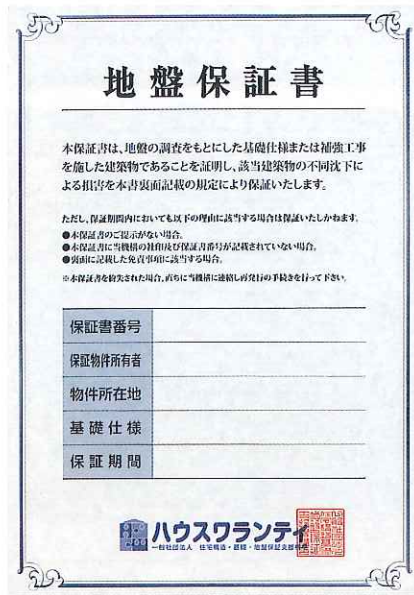 地盤保証書
本保証書は、地盤の調査をもとにした基礎仕様または補強工事
を施した建築物であることを証明し、該当建築物の不同沈下に
よる損害を本書裏面記載の規定により保証いたします。
ただし、保証期間内においても以下の理由に該当する場合は保証いたしかねます。
●本保証書のご提示がない場合。
●本保証書に当機構の社印及び保証書番号が記載されていない場合。
●裏面に記載した免責事項に該当する場合。
※本保証書を紛失された場合、直ちに当機構に連絡し再発行の手続きを行って下さい。
保証書番号
保証物件所有者
物件所在地
基礎仕様
保証期間
ハウスワランティ
一般社団法人 住宅構造・基礎・地盤保証支援